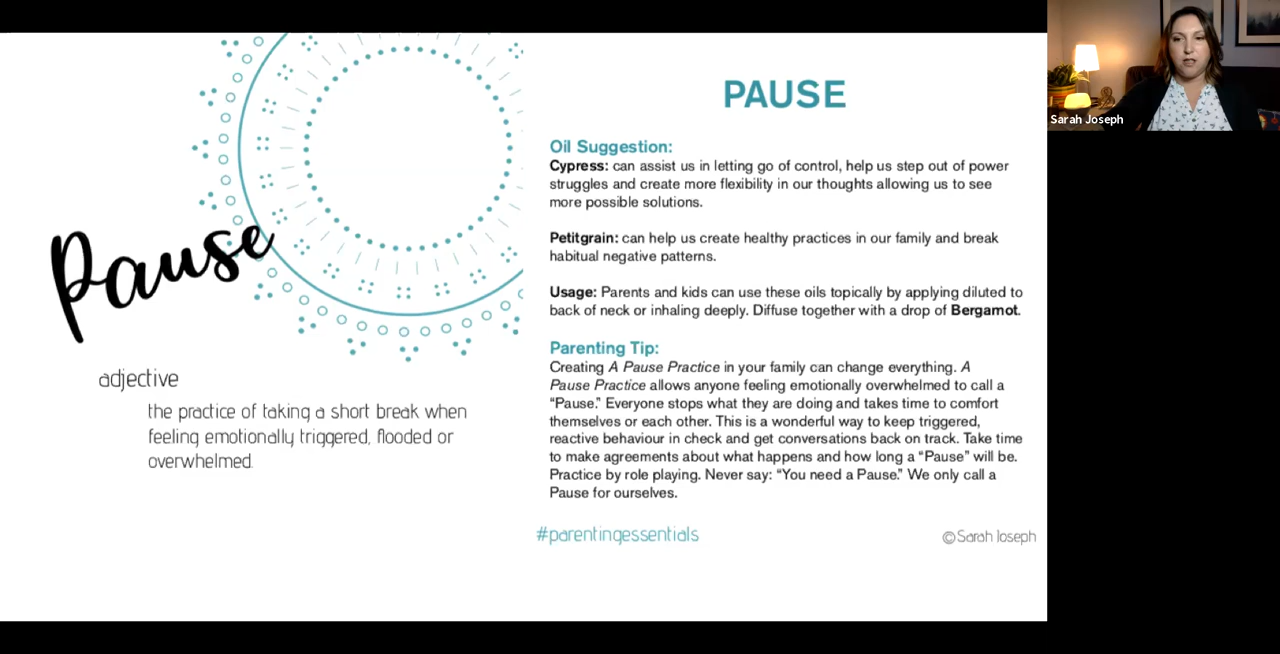 Pause
adjective
the practice of taking a short break when
feeling emotionally triggered, flooded or
overwhelmed.
PAUSE
Oil Suggestion:
Cypress: can assist us in letting go of control, help us step out of power
struggles and create more flexibility in our thoughts allowing us to see
more possible solutions.
Petitgrain: can help us create healthy practices in our family and break
habitual negative patterns.
Usage: Parents and kids can use these oils topically by applying diluted to
back of neck or inhaling deeply. Diffuse together with a drop of Bergamot.
Parenting Tip:
Creating A Pause Practice in your family can change everything. A
Pause Practice allows anyone feeling emotionally overwhelmed to call a
“Pause.” Everyone stops what they are doing and takes time to comfort
themselves or each other. This is a wonderful way to keep triggered,
reactive behaviour in check and get conversations back on track. Take time
to make agreements about what happens and how long a “Pause” will be.
Practice by role playing. Never say: “You need a Pause.” We only call a
Pause for ourselves.
#parentingessentials
©Sarah Joseph
Sarah Joseph